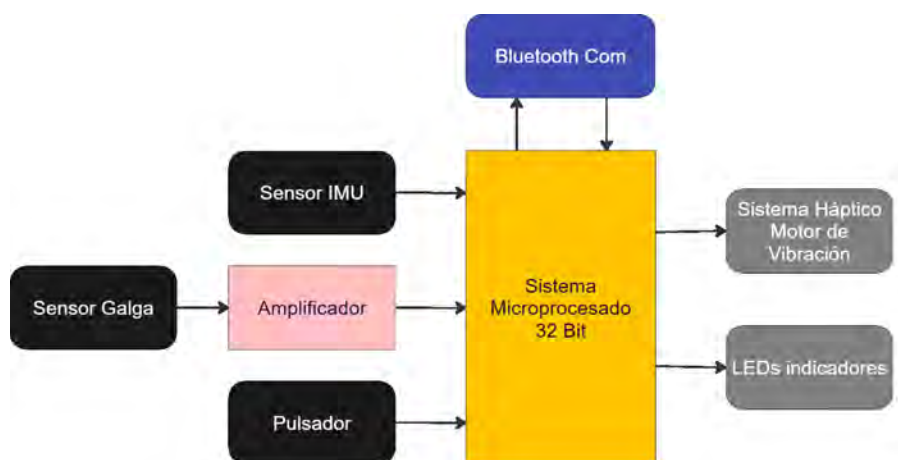 Bluetooth Com
Sensor IMU
Sistema Háptico
Motor de
Vibración
Sensor Galga
Amplificador
Sistema
Microprocesado
32 Bit
LEDs indicadores
Pulsador